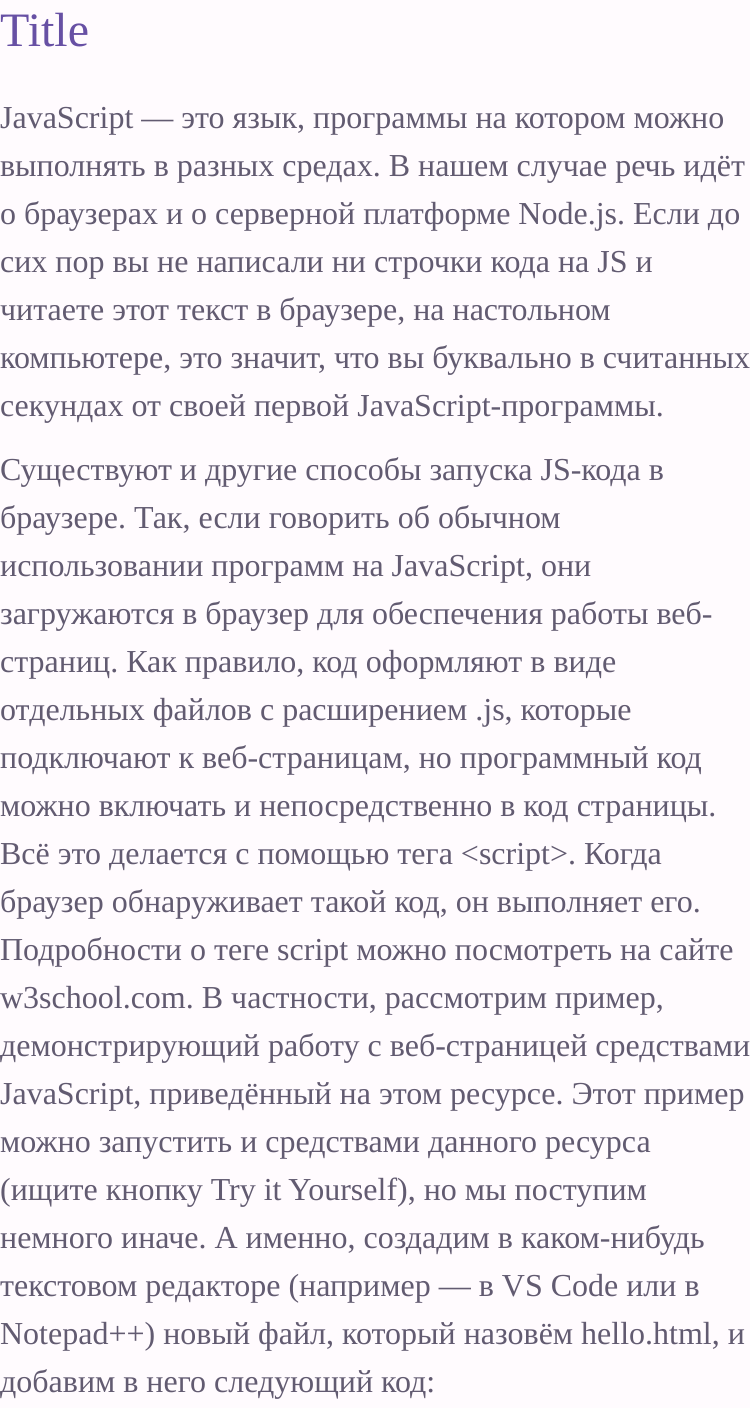 Title
JavaScript — это язык, программы на котором можно
выполнять в разных средах. В нашем случае речь идёт
о браузерах и о серверной платформе Node.js. Если до
сих пор вы не написали ни строчки кода на JS и
читаете этот текст в браузере, на настольном
компьютере, это значит, что вы буквально в считанных
секундах от своей первой JavaScript-программы.
Существуют и другие способы запуска JS-кода в
браузере. Так, если говорить об обычном
использовании программ на JavaScript, они
загружаются в браузер для обеспечения работы веб-
страниц. Как правило, код оформляют в виде
отдельных файлов с расширением .js, которые
подключают к веб-страницам, но программный код
можно включать и непосредственно в код страницы.
Всё это делается с помощью тега <script>. Когда
браузер обнаруживает такой код, он выполняет его.
Подробности о теге script можно посмотреть на сайте
w3school.com. В частности, рассмотрим пример,
демонстрирующий работу с веб-страницей средствами
JavaScript, приведённый на этом ресурсе. Этот пример
можно запустить и средствами данного ресурса
(ищите кнопку Try it Yourself), но мы поступим
немного иначе. А именно, создадим в каком-нибудь
текстовом редакторе (например — в VS Code или в
Notepad++) новый файл, который назовём hello.html, и
добавим в него следующий код: